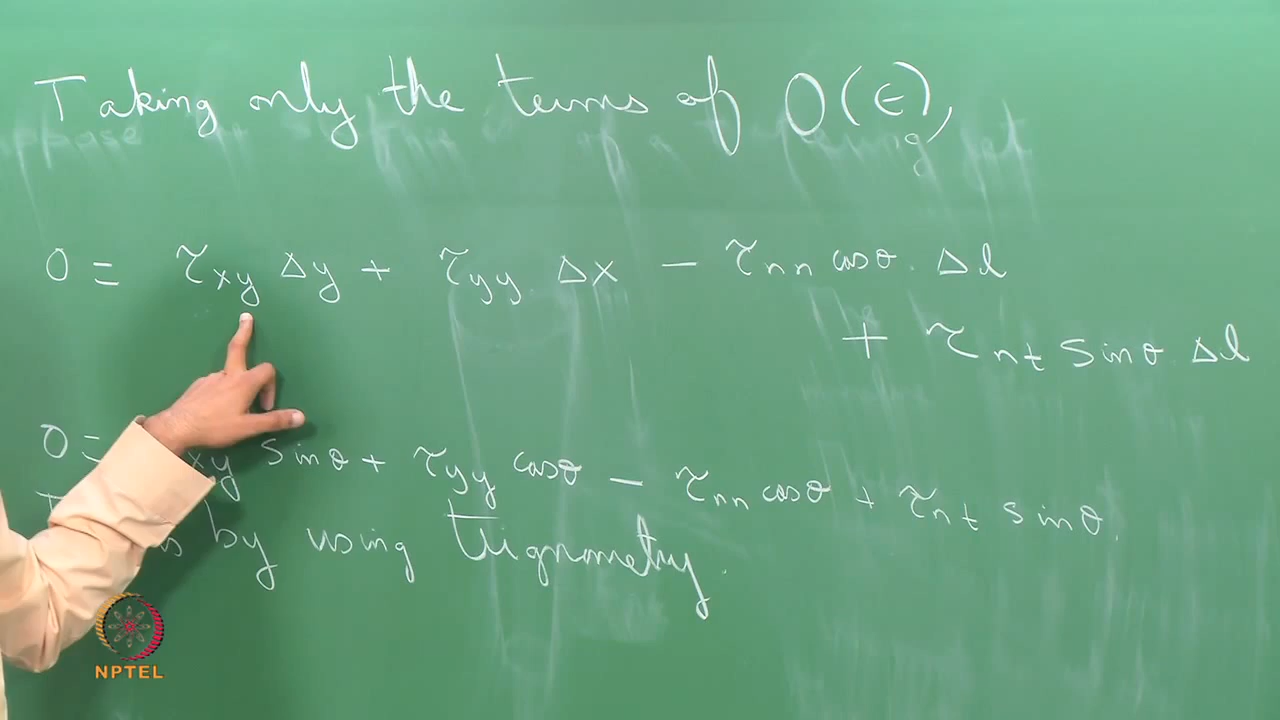 Taking only the terms of O(ϵ),
0 = τxy Δy + τyy. Δx − τnn cosθ. Δl
+ τnt sinθ. Δl
0 = xy sinθ + τyy cosθ − τnn cosθ + τnt sinθ.
by using trignometry.
NPTEL